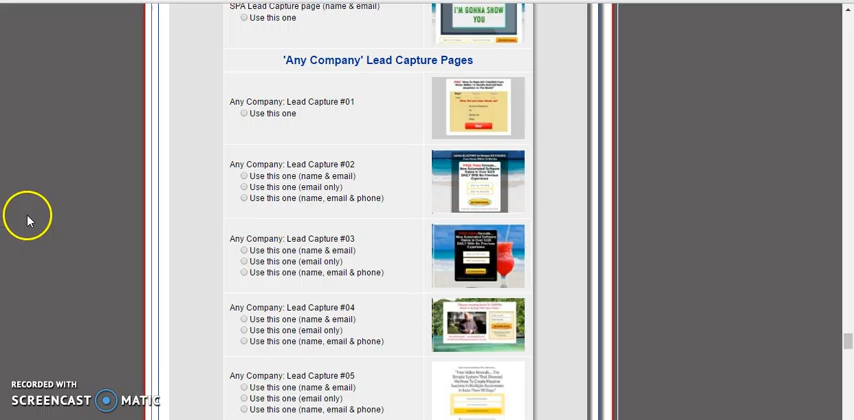 SPA Lead Capture page (name & email)
Use this one
I'M GONNA SHOW
YOU
'Any Company' Lead Capture Pages
Any Company: Lead Capture #01
Use this one
Any Company: Lead Capture #02
Use this one (name & email)
Use this one (email only)
Use this one (name, email & phone)
Any Company: Lead Capture #03
Use this one (name & email)
Use this one (email only)
Use this one (name, email & phone)
Any Company: Lead Capture #04
Use this one (name & email)
Use this one (email only)
Use this one (name, email & phone)
Any Company: Lead Capture #05
Use this one (name & email)
Use this one (email only)
Use this one (name, email & phone)
RECORDED WITH
SCREENCAST MATIC